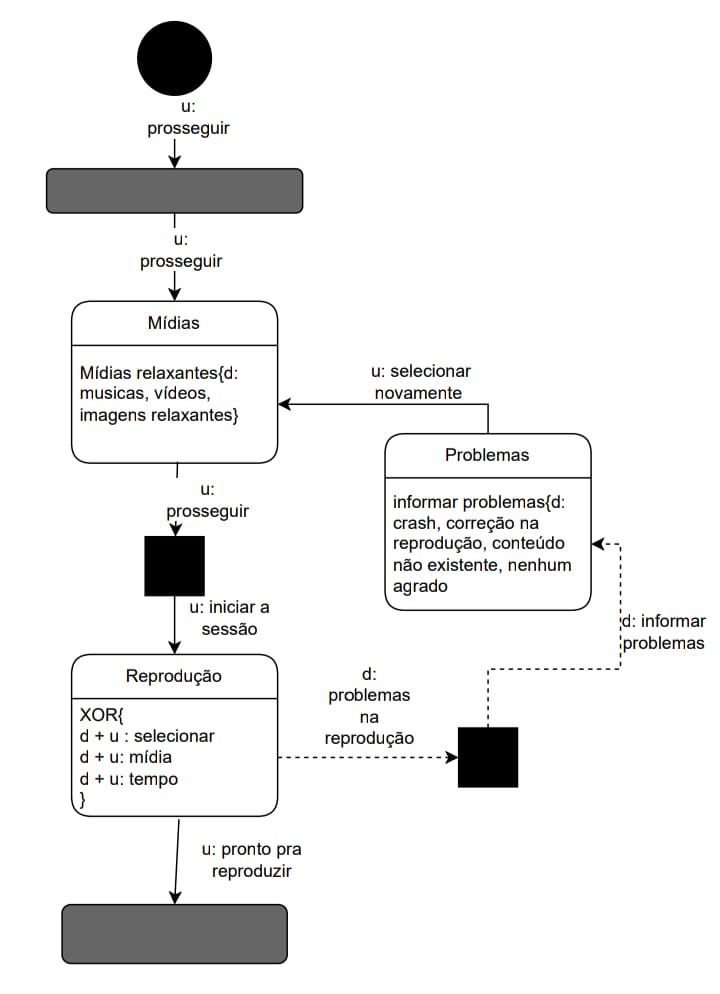 u:
prosseguir
u:
prosseguir
Mídias
Mídias relaxantes{d:
musicas, vídeos,
imagens relaxantes}
u: selecionar
novamente
Problemas
informar problemas{d:
crash, correção na
reprodução, conteúdo
não existente, nenhum
agrado
u:
prosseguir
u: iniciar a
sessão
d: informar
problemas
Reprodução
XOR{
d + u : selecionar
d + u: mídia
d + u: tempo
}
d:
problemas
na
reprodução
u: pronto pra
reproduzir